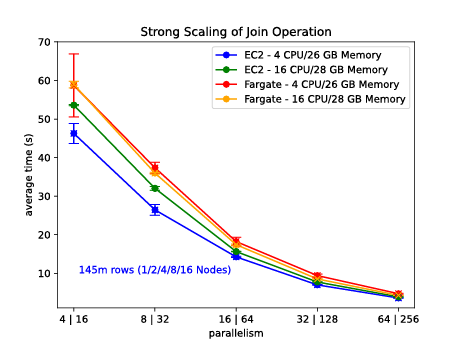 Strong Scaling of Join Operation
EC2 - 4 CPU/26 GB Memory
EC2 - 16 CPU/28 GB Memory
Fargate - 4 CPU/26 GB Memory
Fargate - 16 CPU/28 GB Memory
70
60
50
40
30
20
10
average time (s)
145m rows (1/2/4/8/16 Nodes)
4 | 16
8 | 32
16 | 64
32 | 128
64 | 256
parallelism